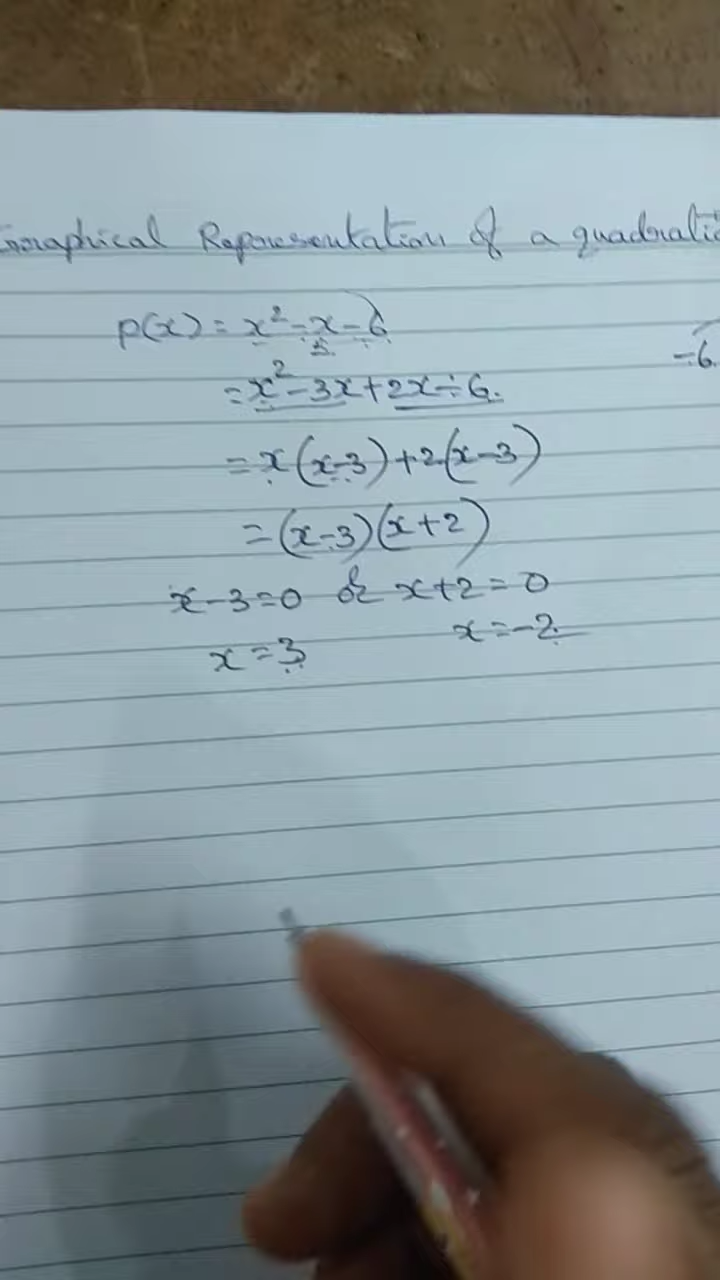 Graphical Representation of a quadratic
p(x) = x² - x - 6
= x² - 3x + 2x - 6.
-6.
= x(x-3) + 2(x-3)
= (x-3)(x+2)
x-3=0 or x+2=0
x=3 x=-2